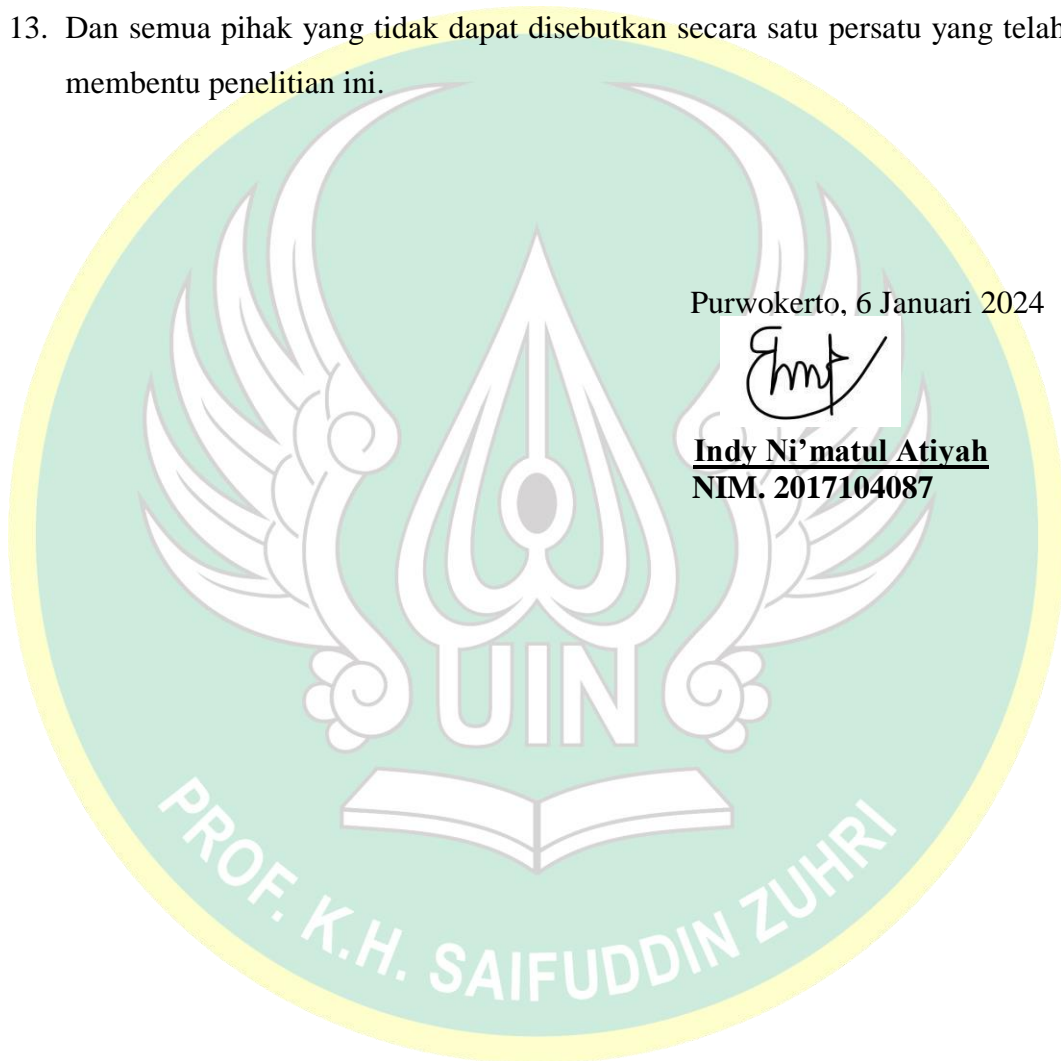 13. Dan semua pihak yang tidak dapat disebutkan secara satu persatu yang telah
membentu penelitian ini.
Purwokerto, 6 Januari 2024
Indy Ni’matul Atiyah
NIM. 2017104087
UIN
PROF. K.H. SAIFUDDIN ZUHRI